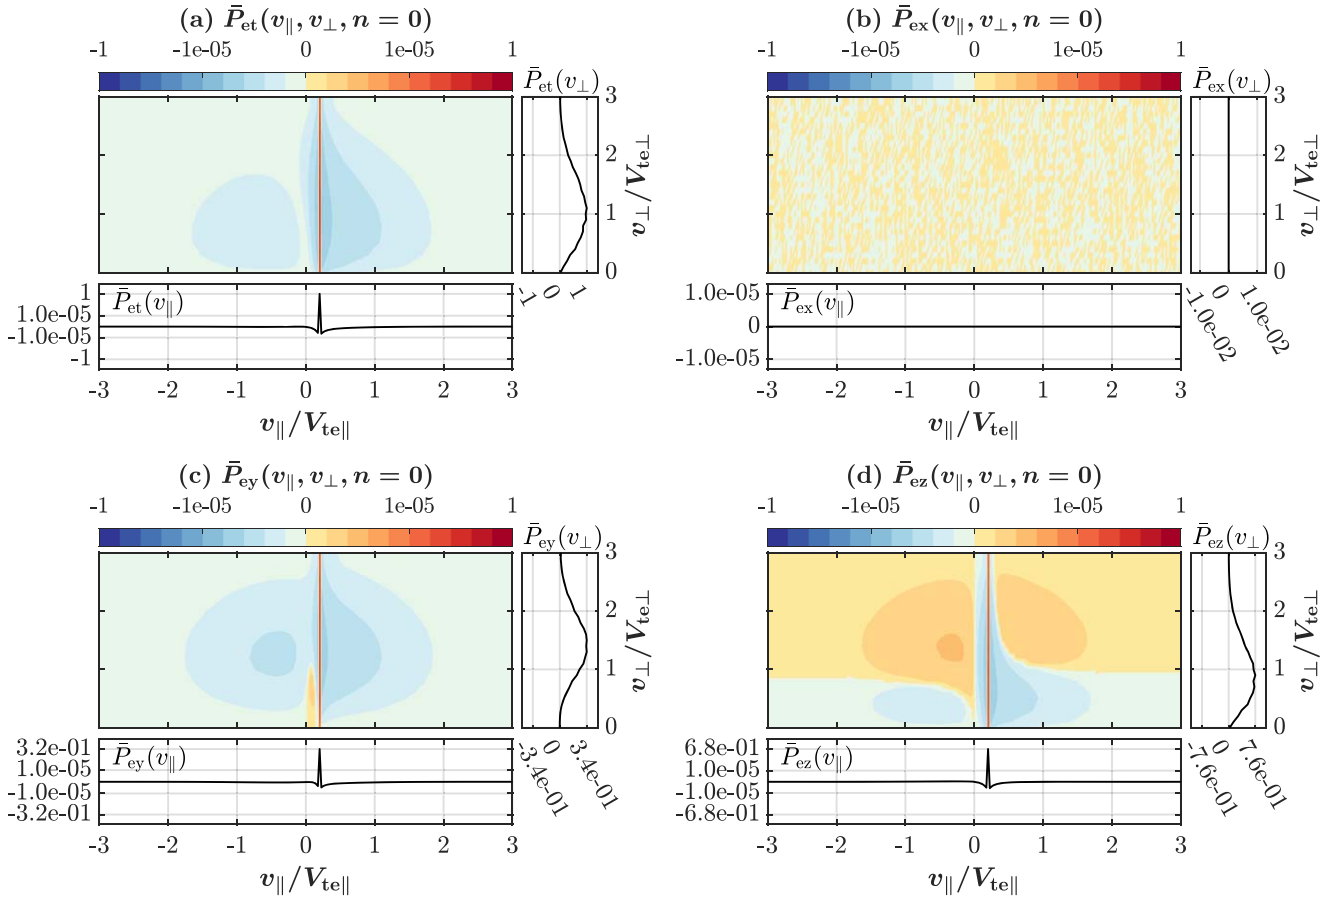 (a) P̄et(v∥, v⊥, n = 0)
-1 -1e-05 0 1e-05 1
P̄et(v⊥)
3
2
1
0
v⊥/Vte⊥
-1 0 1
P̄et(v∥)
1
1.0e-05
-1.0e-05
-1
-3 -2 -1 0 1 2 3
v∥/Vte∥
(b) P̄ex(v∥, v⊥, n = 0)
-1 -1e-05 0 1e-05 1
P̄ex(v⊥)
3
2
1
0
v⊥/Vte⊥
-1.0e-02 0 1.0e-02
P̄ex(v∥)
1.0e-05
0
-1.0e-05
-3 -2 -1 0 1 2 3
v∥/Vte∥
(c) P̄ey(v∥, v⊥, n = 0)
-1 -1e-05 0 1e-05 1
P̄ey(v⊥)
3
2
1
0
v⊥/Vte⊥
-3.4e-01 0 3.4e-01
P̄ey(v∥)
3.2e-01
1.0e-05
-1.0e-05
-3.2e-01
-3 -2 -1 0 1 2 3
v∥/Vte∥
(d) P̄ez(v∥, v⊥, n = 0)
-1 -1e-05 0 1e-05 1
P̄ez(v⊥)
3
2
1
0
v⊥/Vte⊥
-7.6e-01 0 7.6e-01
P̄ez(v∥)
6.8e-01
1.0e-05
-1.0e-05
-6.8e-01
-3 -2 -1 0 1 2 3
v∥/Vte∥